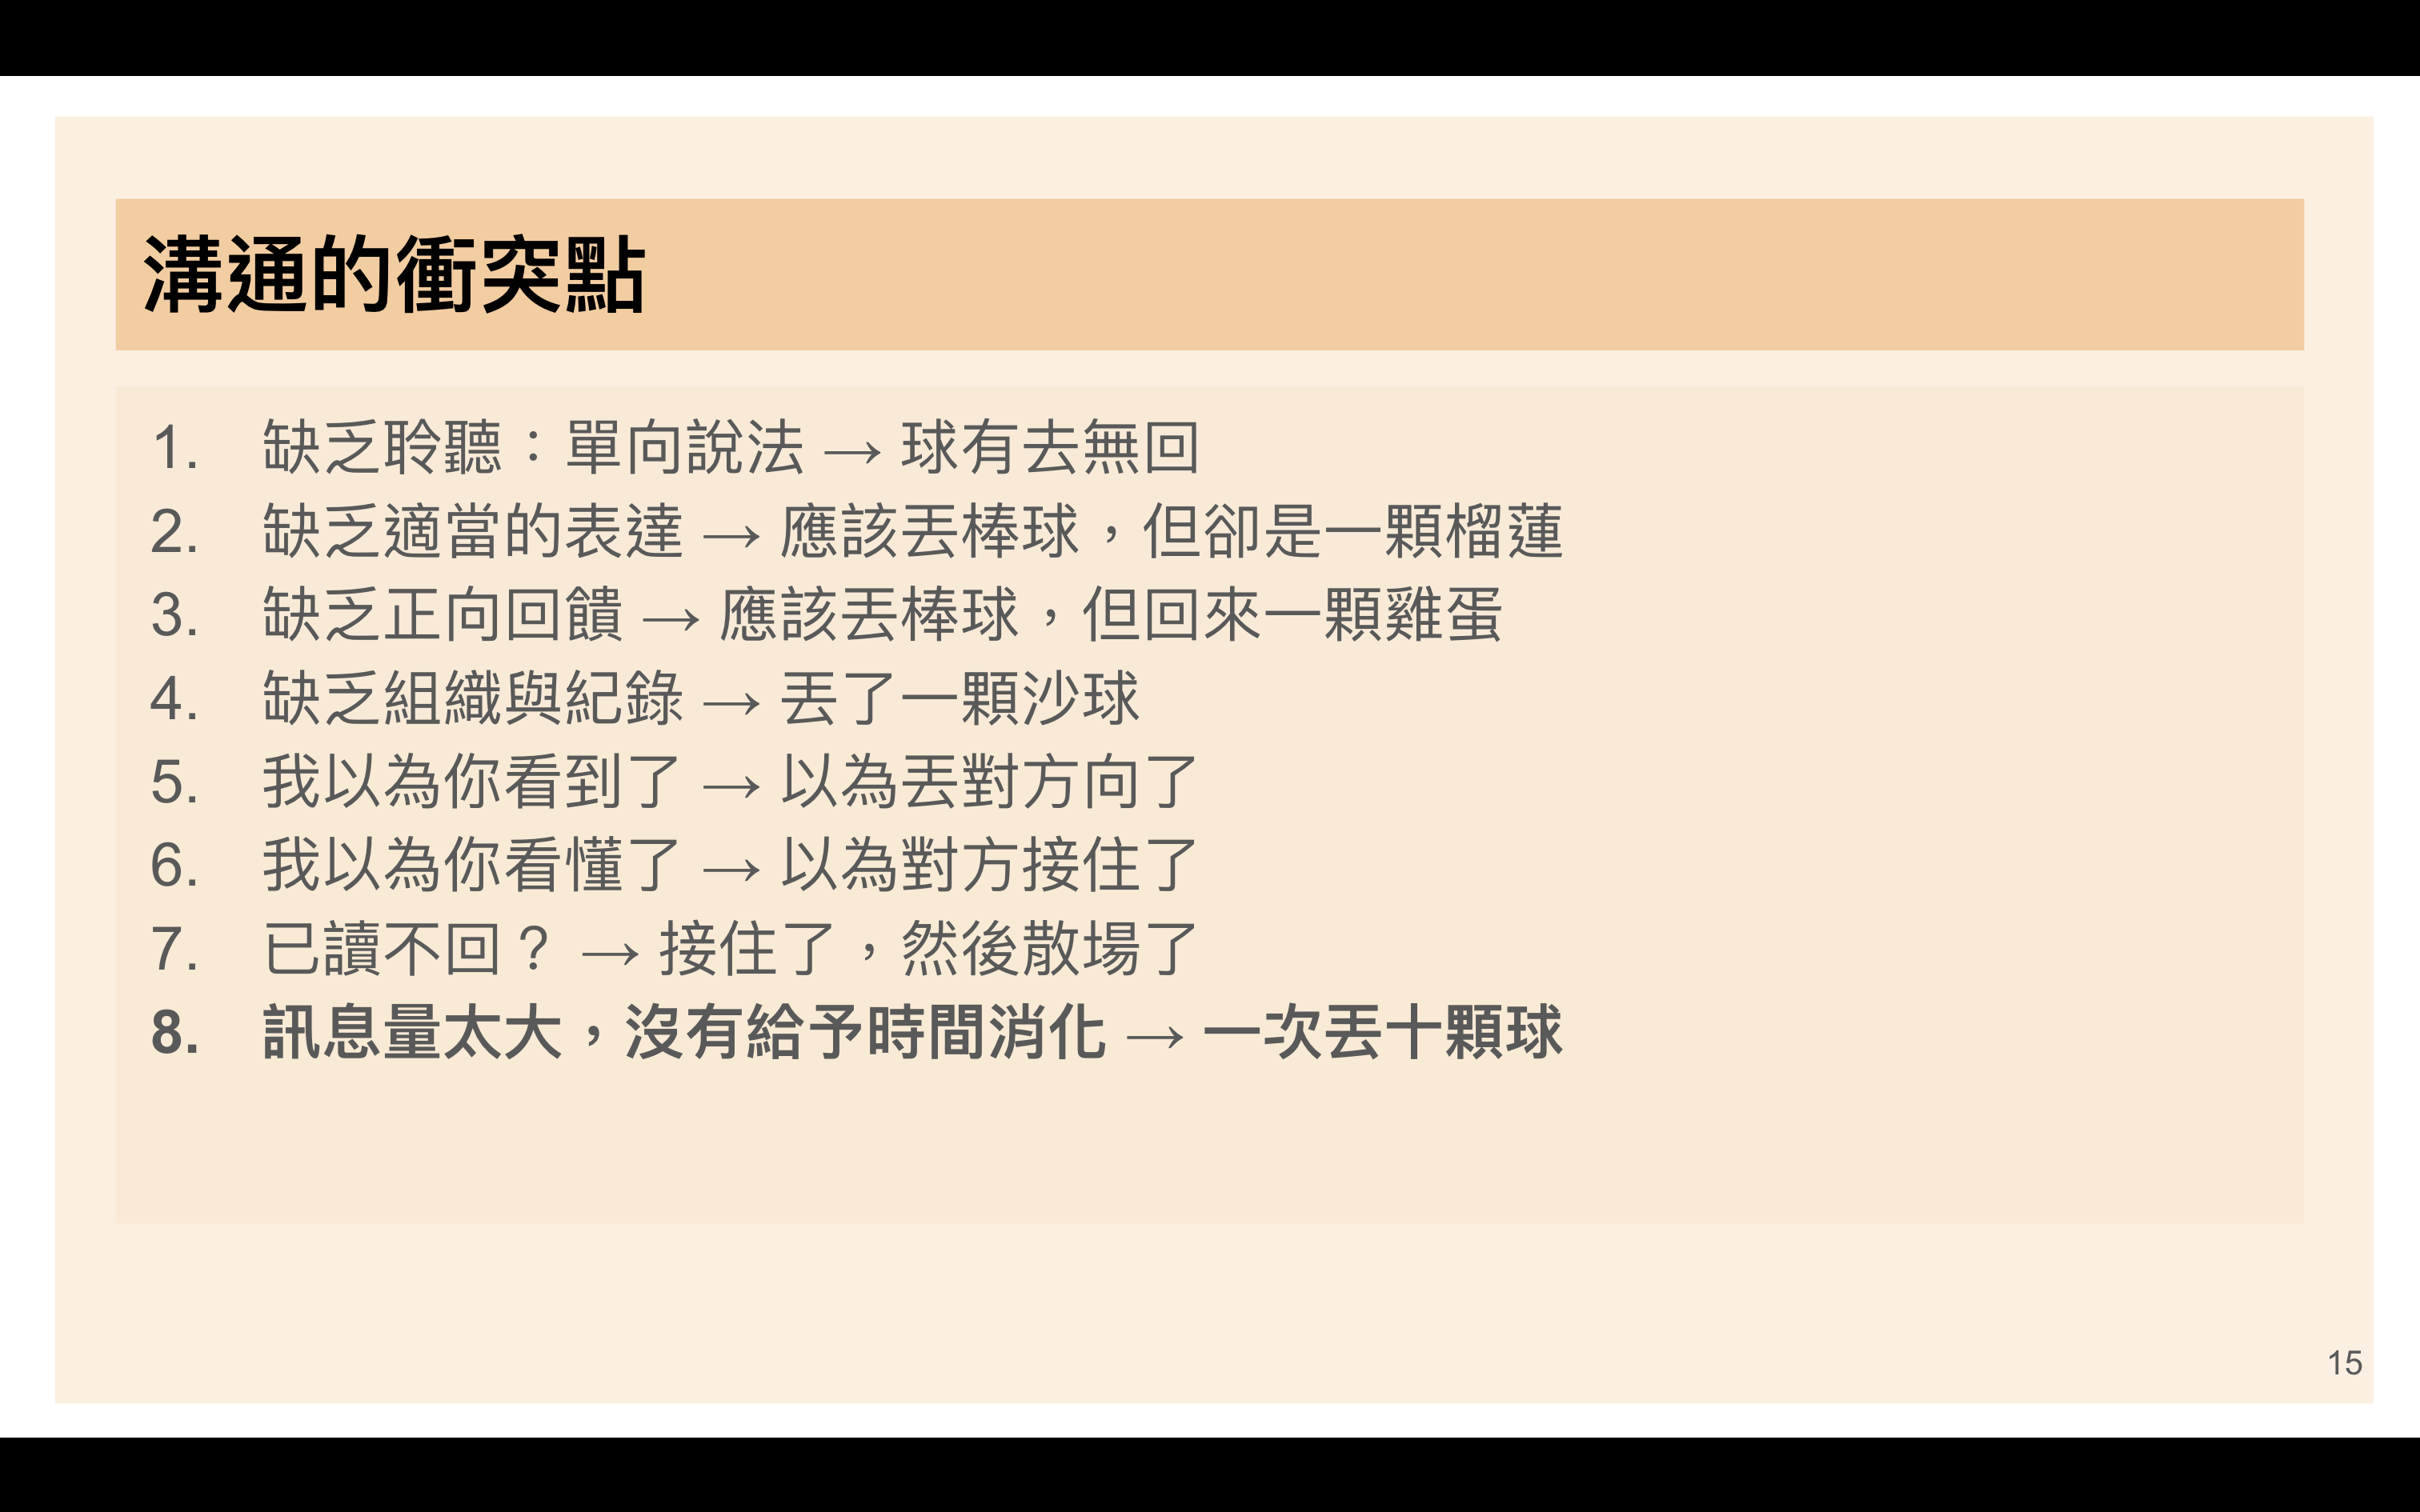 溝通的衝突點
1. 缺乏聆聽：單向說法 → 球有去無回
2. 缺乏適當的表達 → 應該丟棒球，但卻是一顆榴蓮
3. 缺乏正向回饋 → 應該丟棒球，但回來一顆雞蛋
4. 缺乏組織與紀錄 → 丟了一顆沙球
5. 我以為你看到了 → 以為丟對方向了
6. 我以為你看懂了 → 以為對方接住了
7. 已讀不回？ → 接住了，然後散場了
8. 訊息量太大，沒有給予時間消化 → 一次丟十顆球
15